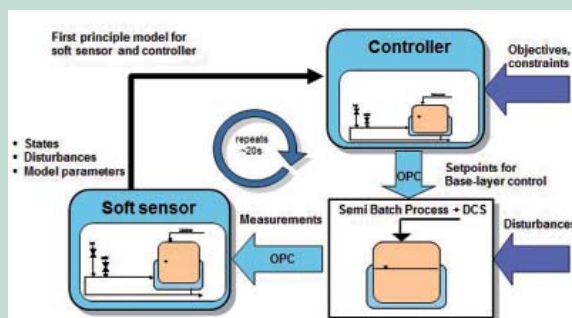 First principle model for
soft sensor and controller
Controller
Objectives,
constraints
repeats
~20s
• States
• Disturbances
• Model parameters
OPC
Setpoints for
Base-layer control
Soft sensor
Measurements
OPC
Semi Batch Process + DCS
Disturbances